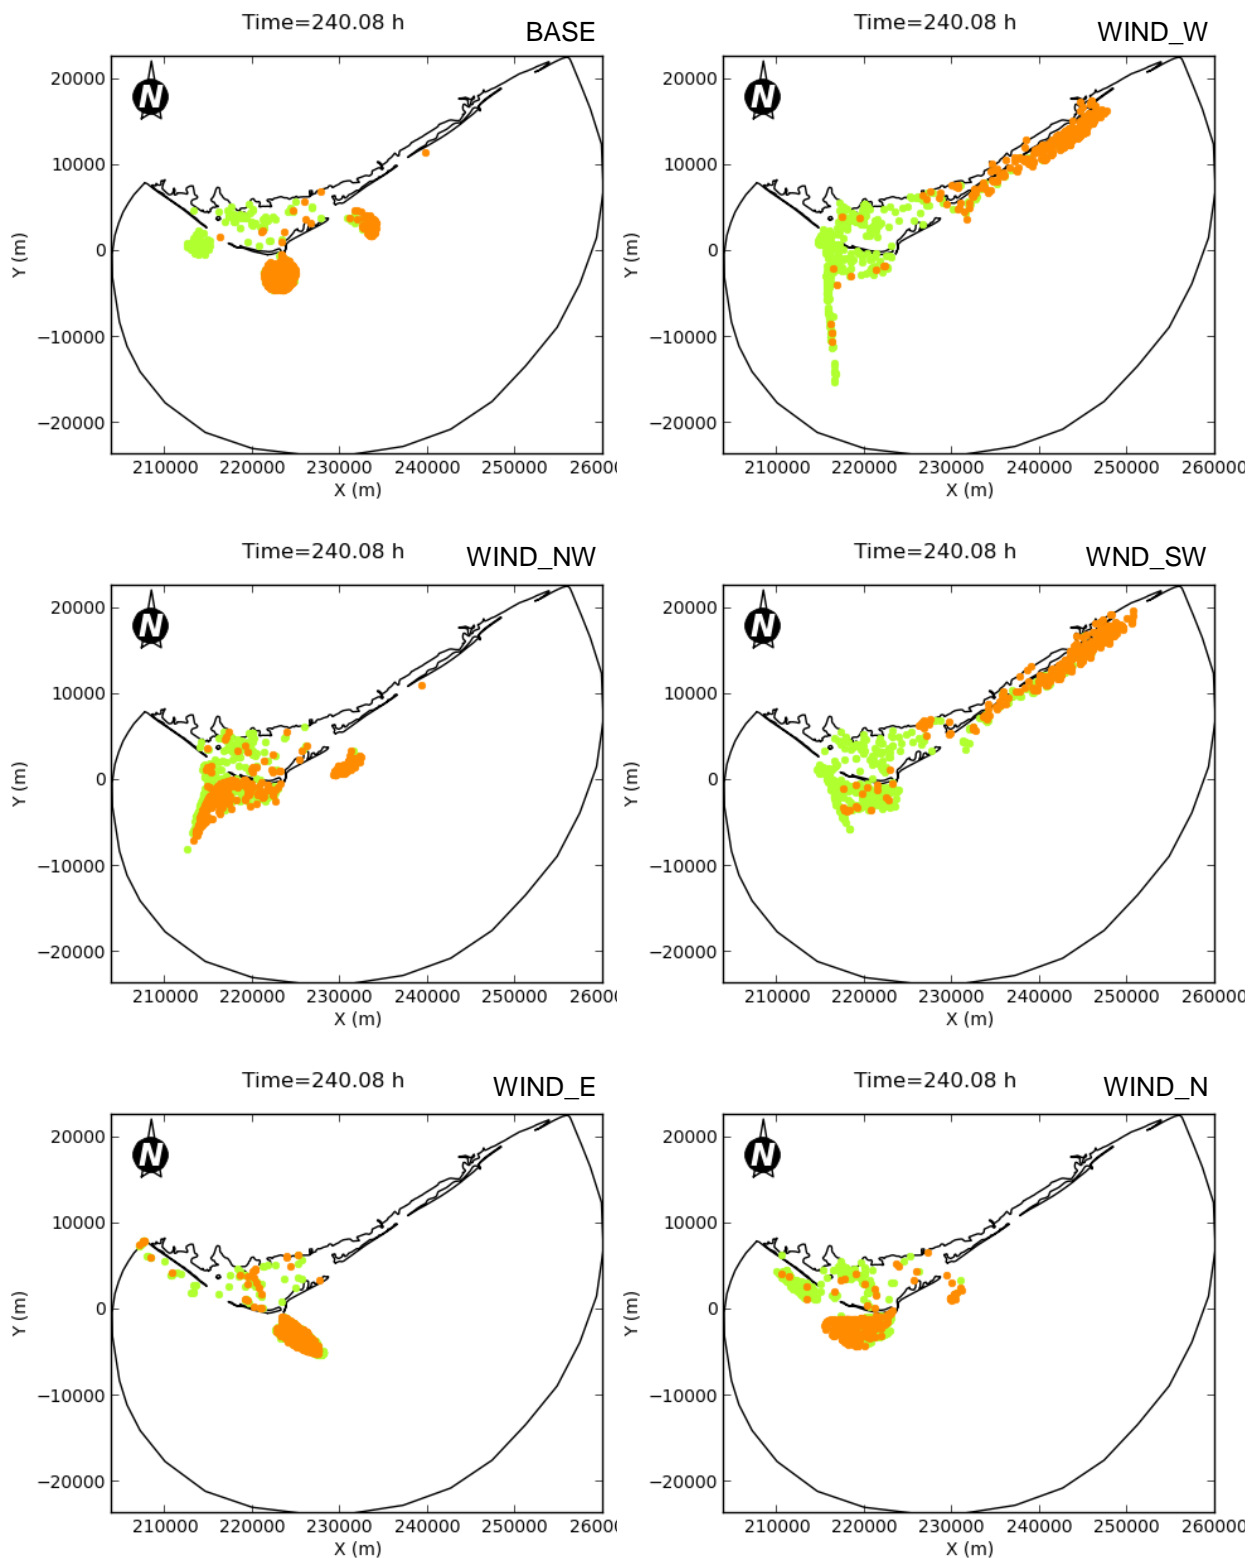 Time=240.08 h BASE
N
20000
10000
0
−10000
−20000
Y (m)
210000 220000 230000 240000 250000 26000
X (m)
Time=240.08 h WIND_W
N
20000
10000
0
−10000
−20000
Y (m)
210000 220000 230000 240000 250000 260000
X (m)
Time=240.08 h WIND_NW
N
20000
10000
0
−10000
−20000
Y (m)
210000 220000 230000 240000 250000 26000
X (m)
Time=240.08 h WND_SW
N
20000
10000
0
−10000
−20000
Y (m)
210000 220000 230000 240000 250000 260000
X (m)
Time=240.08 h WIND_E
N
20000
10000
0
−10000
−20000
Y (m)
210000 220000 230000 240000 250000 26000
X (m)
Time=240.08 h WIND_N
N
20000
10000
0
−10000
−20000
Y (m)
210000 220000 230000 240000 250000 260000
X (m)